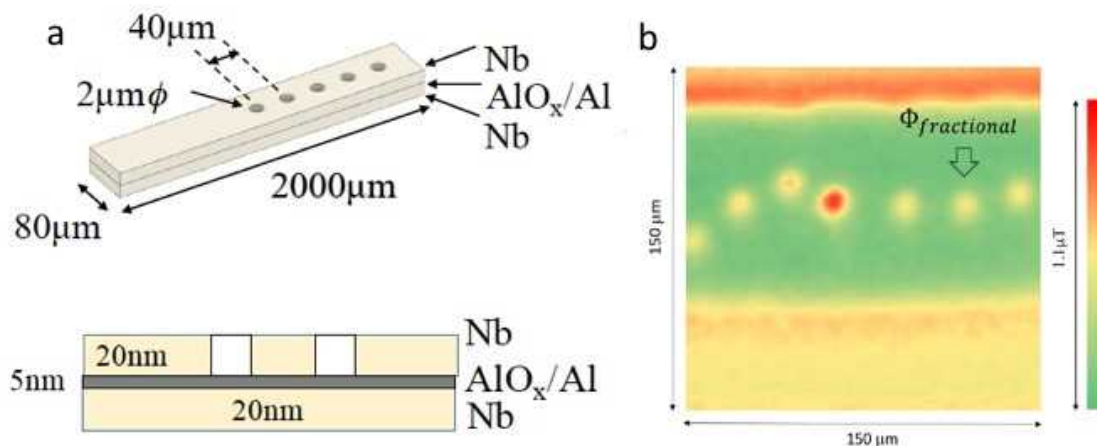 a
40μm
2μmϕ
Nb
AlOₓ/Al
Nb
2000μm
80μm
Nb
20nm
5nm
AlOₓ/Al
20nm
Nb
b
Φfractional
150 μm
1.1μT
150 μm